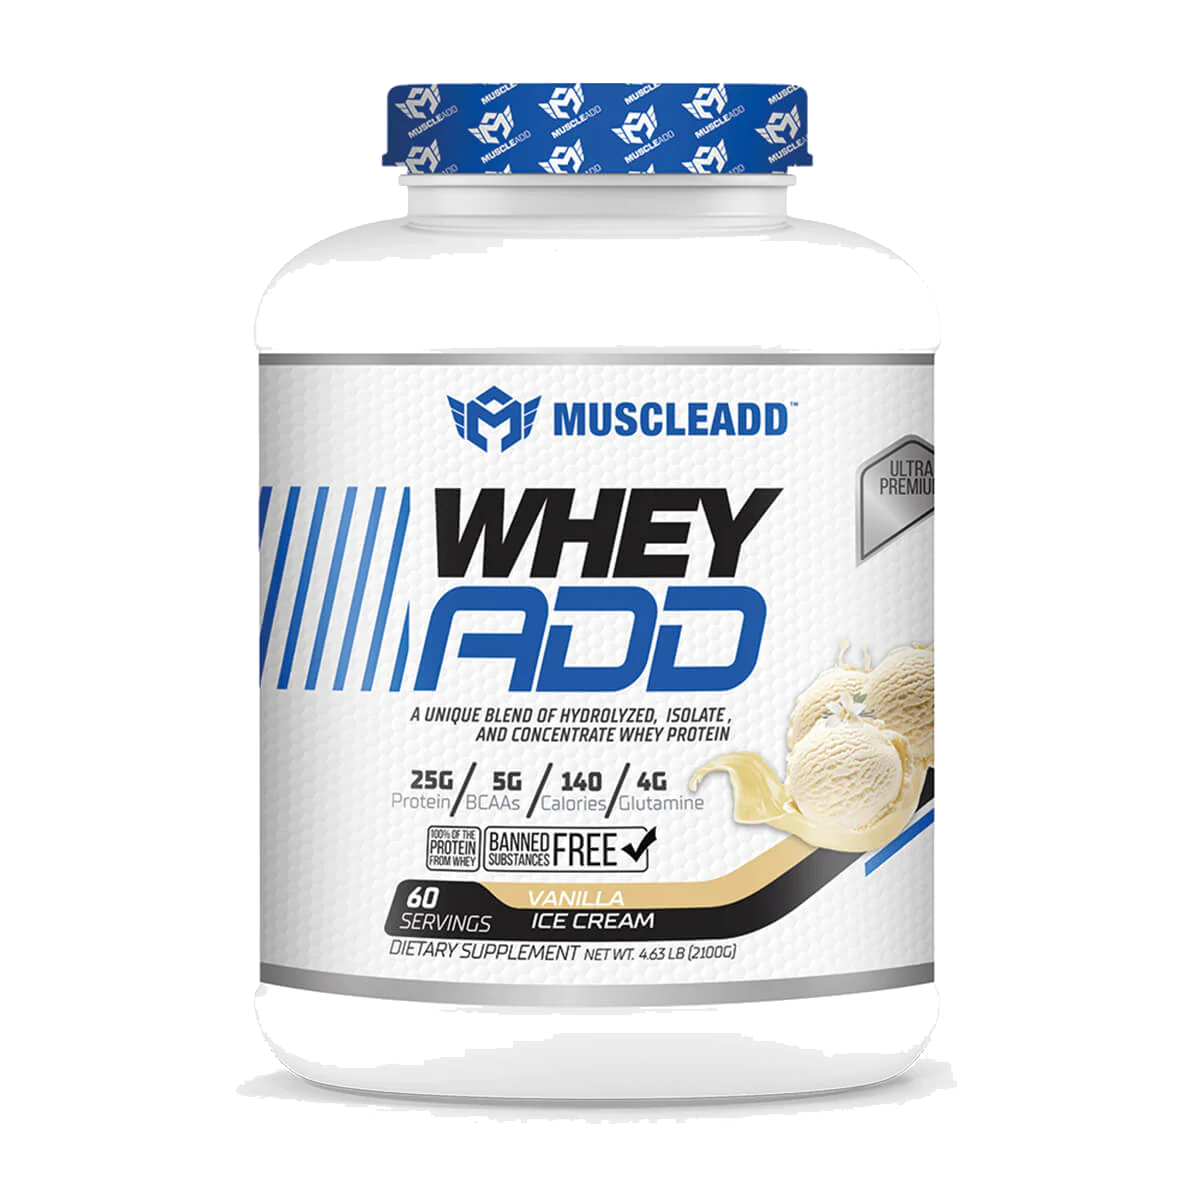 MUSCLEADD
MUSCLEADD™
ULTRA
PREMIUM
WHEY
ADD
A UNIQUE BLEND OF HYDROLYZED, ISOLATE,
AND CONCENTRATE WHEY PROTEIN
25G 5G 140 4G
Protein BCAAs Calories Glutamine
100% OF THE
PROTEIN
FROM WHEY
BANNED
SUBSTANCES
FREE
60
SERVINGS
VANILLA
ICE CREAM
DIETARY SUPPLEMENT NET WT. 4.63 LB (2100G)